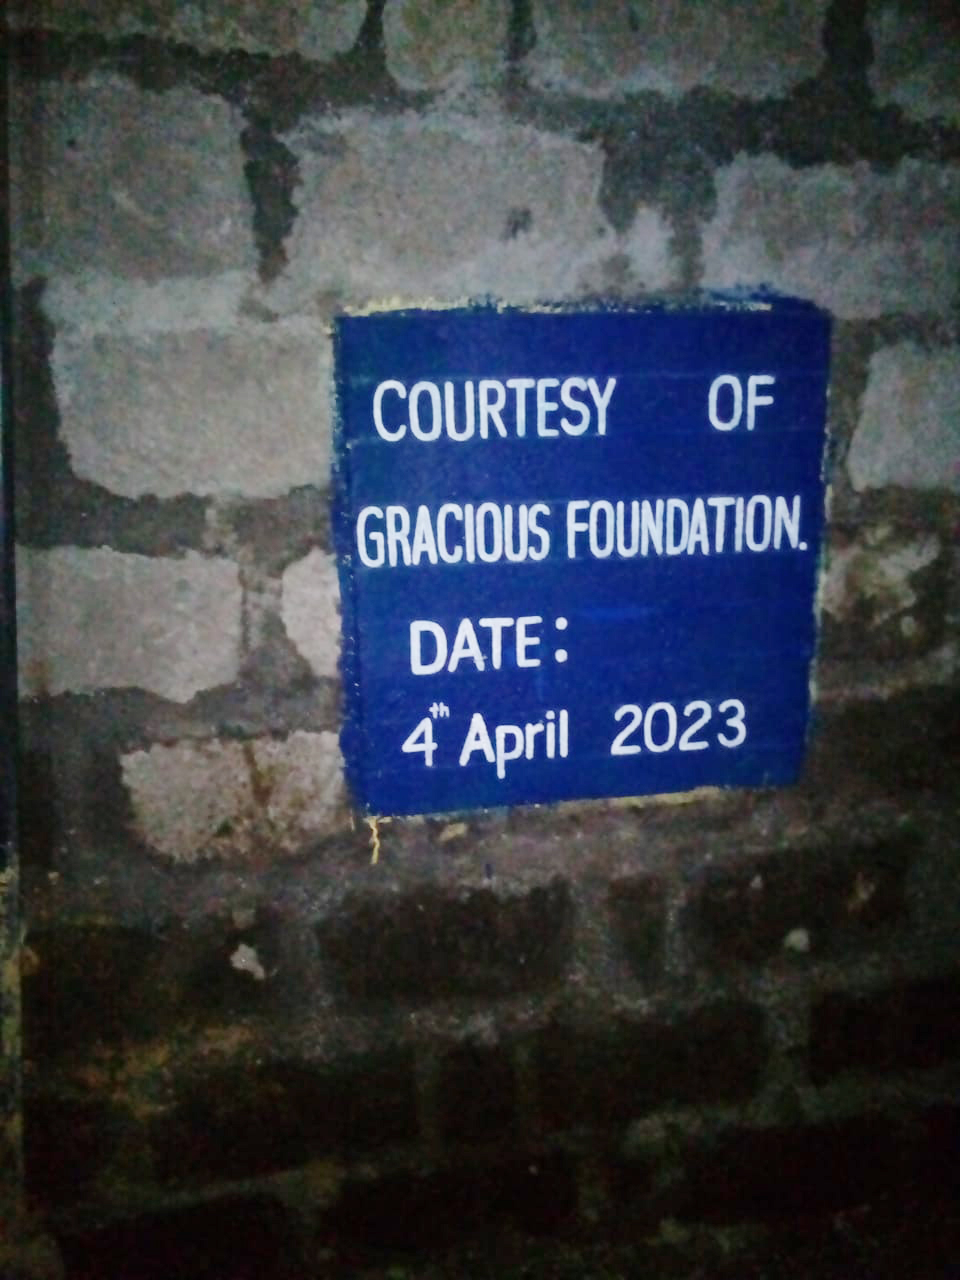 COURTESY OF
GRACIOUS FOUNDATION.
DATE:
4th April 2023